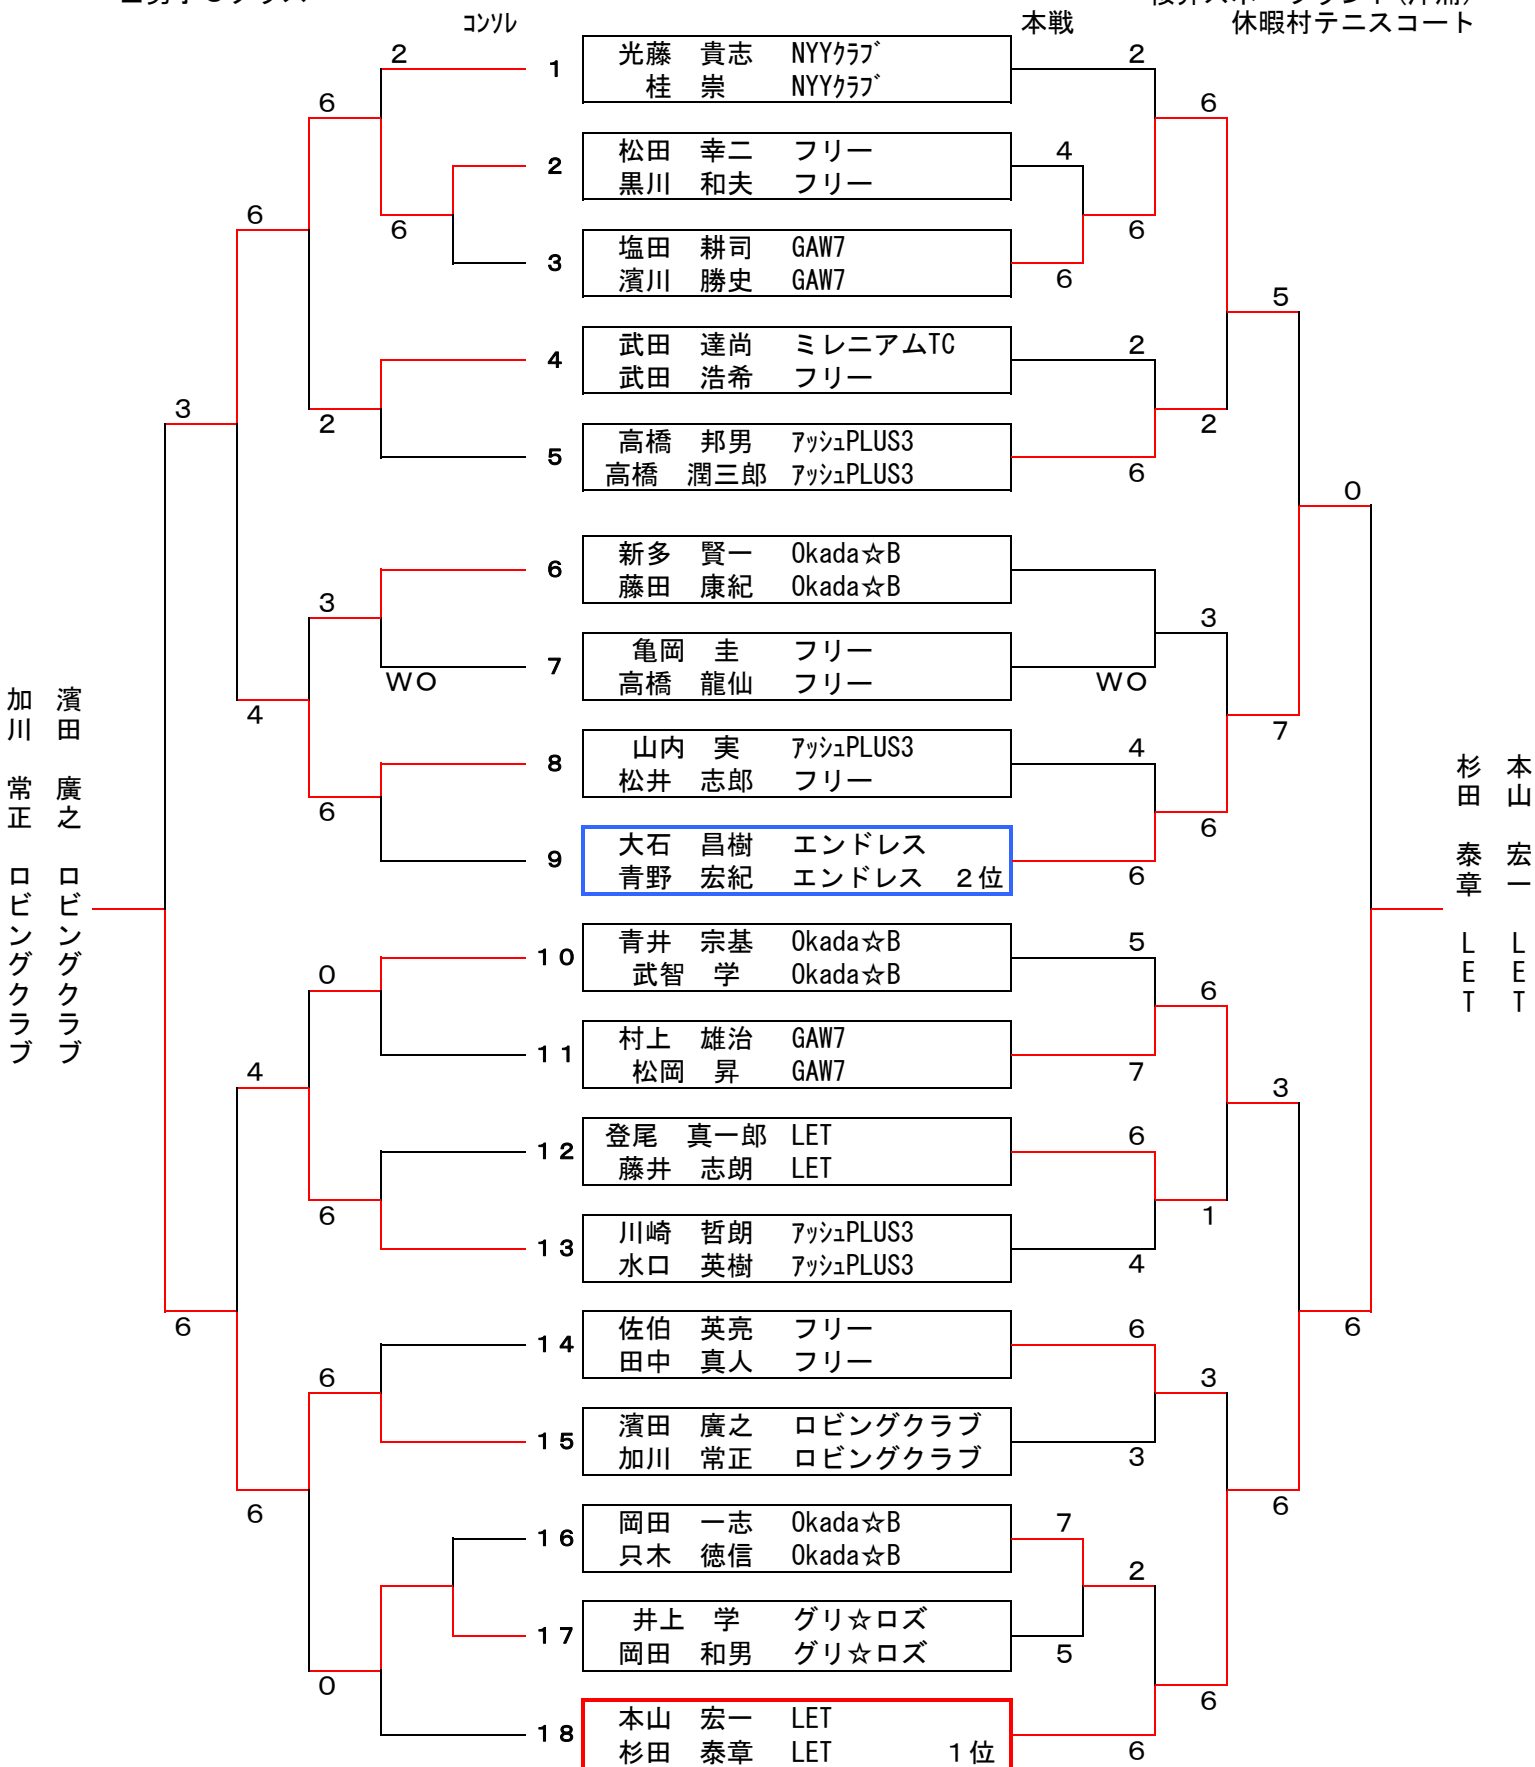 コンソレ 本戦 休暇村テニスコート
2 1 光藤 貴志 NYYクラブ 2
桂 崇 NYYクラブ
6 6
2 松田 幸二 フリー 4
黒川 和夫 フリー
6 6 6
3 塩田 耕司 GAW7
濱川 勝史 GAW7 6
5
4 武田 達尚 ミレニアムTC 2
武田 浩希 フリー
3 2 2
5 高橋 邦男 アッシュPLUS3
高橋 潤三郎 アッシュPLUS3 6
0
6 新多 賢一 Okada☆B
藤田 康紀 Okada☆B
3 3
7 亀岡 圭 フリー
WO 高橋 龍仙 フリー WO
4 7
8 山内 実 アッシュPLUS3 4
松井 志郎 フリー
6 6
9 大石 昌樹 エンドレス
青野 宏紀 エンドレス 2位 6
濱田 廣之 ロビングクラブ
加川 常正 ロビングクラブ
本山 宏一 LET
杉田 泰章 LET
10 青井 宗基 Okada☆B 5
武智 学 Okada☆B
0 6
11 村上 雄治 GAW7
松岡 昇 GAW7 7
4 3
12 登尾 真一郎 LET 6
藤井 志朗 LET
6 1
13 川崎 哲朗 アッシュPLUS3
水口 英樹 アッシュPLUS3 4
6 6
14 佐伯 英亮 フリー 6
田中 真人 フリー
6 3
15 濱田 廣之 ロビングクラブ
加川 常正 ロビングクラブ 3
6 6
16 岡田 一志 Okada☆B 7
只木 徳信 Okada☆B 2
17 井上 学 グリ☆ロズ
岡田 和男 グリ☆ロズ 5
0 6
18 本山 宏一 LET
杉田 泰章 LET 1位 6